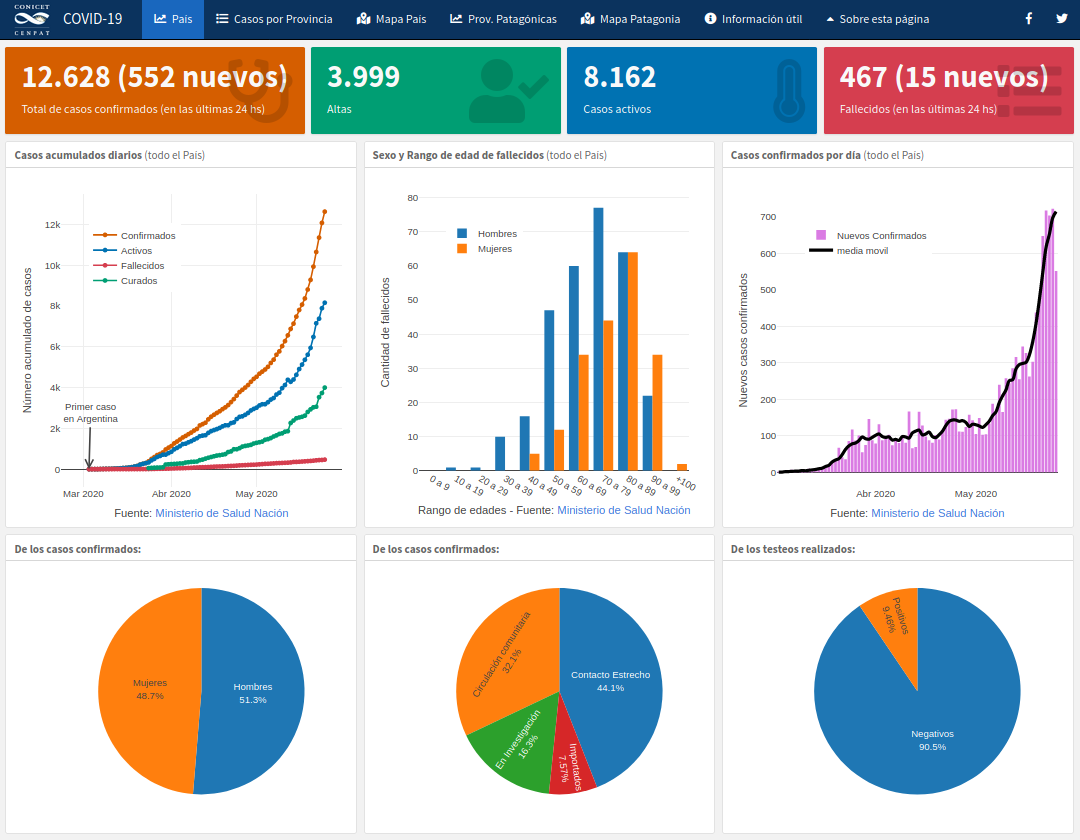 CONICET
CENPAT
COVID-19
País
Casos por Provincia
Mapa País
Prov. Patagónicas
Mapa Patagonia
Información útil
Sobre esta página
12.628 (552 nuevos)
Total de casos confirmados (en las últimas 24 hs)
3.999
Altas
8.162
Casos activos
467 (15 nuevos)
Fallecidos (en las últimas 24 hs)
Casos acumulados diarios (todo el País)
Número acumulado de casos
12k
10k
8k
6k
4k
2k
0
Confirmados
Activos
Fallecidos
Curados
Primer caso
en Argentina
Mar 2020
Abr 2020
May 2020
Fuente: Ministerio de Salud Nación
Sexo y Rango de edad de fallecidos (todo el País)
Cantidad de fallecidos
80
70
60
50
40
30
20
10
0
Hombres
Mujeres
0 a 9
10 a 19
20 a 29
30 a 39
40 a 49
50 a 59
60 a 69
70 a 79
80 a 89
90 a 99
+100
Rango de edades - Fuente: Ministerio de Salud Nación
Casos confirmados por día (todo el País)
Nuevos casos confirmados
700
600
500
400
300
200
100
0
Nuevos Confirmados
media movil
Abr 2020
May 2020
Fuente: Ministerio de Salud Nación
De los casos confirmados:
Mujeres
48.7%
Hombres
51.3%
De los casos confirmados:
Circulación comunitaria
32.1%
Contacto Estrecho
44.1%
En Investigación
16.3%
Importados
7.57%
De los testeos realizados:
Positivos
9.46%
Negativos
90.5%